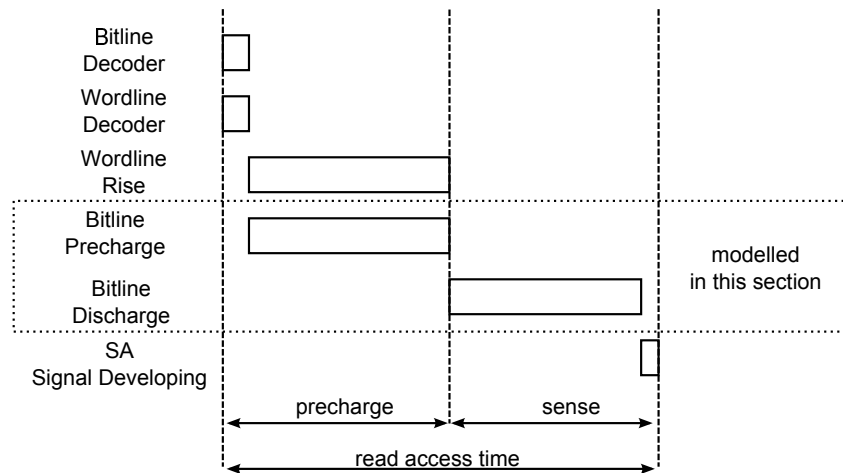 Bitline
Decoder
Wordline
Decoder
Wordline
Rise
Bitline
Precharge
modelled
in this section
Bitline
Discharge
SA
Signal Developing
precharge
sense
read access time